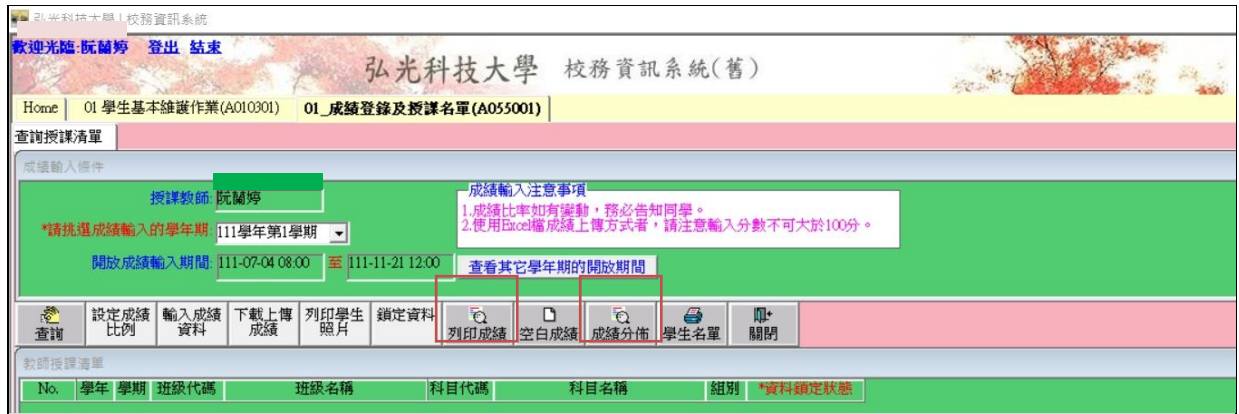 弘光科技大學 | 校務資訊系統
歡迎光臨:阮蘭婷 登出 結束
弘光科技大學 校務資訊系統(舊)
Home 01 學生基本維護作業(A010301) 01_成績登錄及授課名單(A055001)
查詢授課清單
成績輸入條件
授課教師: 阮蘭婷
*請挑選成績輸入的學年期: 111學年第1學期
開放成績輸入期間: 111-07-04 08:00 至 111-11-21 12:00 查看其它學年期的開放期間
成績輸入注意事項
1.成績比率如有變動，務必告知同學。
2.使用Excel檔成績上傳方式者，請注意輸入分數不可大於100分。
查詢 設定成績比例 輸入成績資料 下載上傳成績 列印學生照片 鎖定資料 列印成績 空白成績 成績分佈 學生名單 關閉
教師授課清單
No. 學年 學期 班級代碼 班級名稱 科目代碼 科目名稱 組別 *資料鎖定狀態